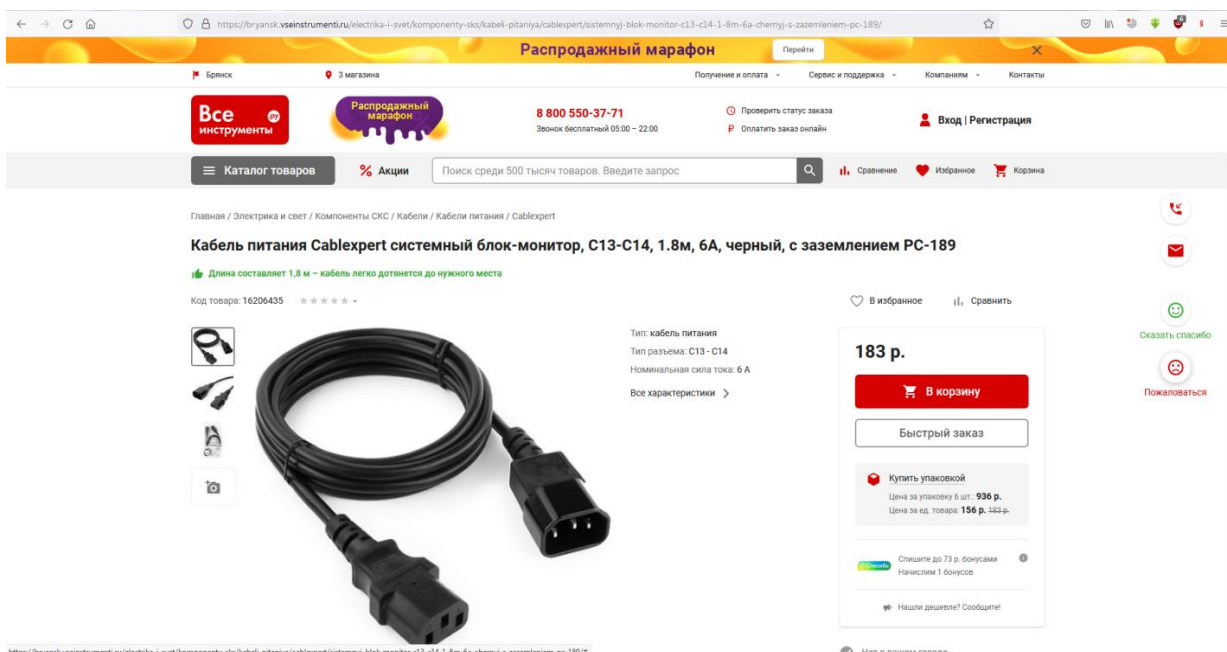 https://bryansk.vseinstrumenti.ru/electrika-i-svet/komponenty-sks/kabeli-pitaniya/cablexpert/sistemnyj-blok-monitor-c13-c14-1-8m-6a-chernyj-s-zazemleniem-pc-189/
Распродажный марафон
Перейти
Брянск
3 магазина
Получение и оплата
Сервис и поддержка
Компаниям
Контакты
Все
.ру
инструменты
Распродажный
марафон
8 800 550-37-71
Звонок бесплатный 05:00 – 22:00
Проверить статус заказа
Оплатить заказ онлайн
Вход | Регистрация
Каталог товаров
% Акции
Поиск среди 500 тысяч товаров. Введите запрос
Сравнение
Избранное
Корзина
Главная / Электрика и свет / Компоненты СКС / Кабели / Кабели питания / Cablexpert
Кабель питания Cablexpert системный блок-монитор, C13-C14, 1.8м, 6A, черный, с заземлением PC-189
Длина составляет 1,8 м – кабель легко дотянется до нужного места
Код товара: 16206435
В избранное
Сравнить
Тип: кабель питания
Тип разъема: C13 - C14
Номинальная сила тока: 6 А
Все характеристики
183 р.
В корзину
Быстрый заказ
Купить упаковкой
Цена за упаковку 6 шт.: 936 р.
Цена за ед. товара: 156 р. 183 р.
Спасибо
Спишите до 73 р. бонусами
Начислим 1 бонусов
Нашли дешевле? Сообщите!
Сказать спасибо
Пожаловаться
Нет в вашем городе